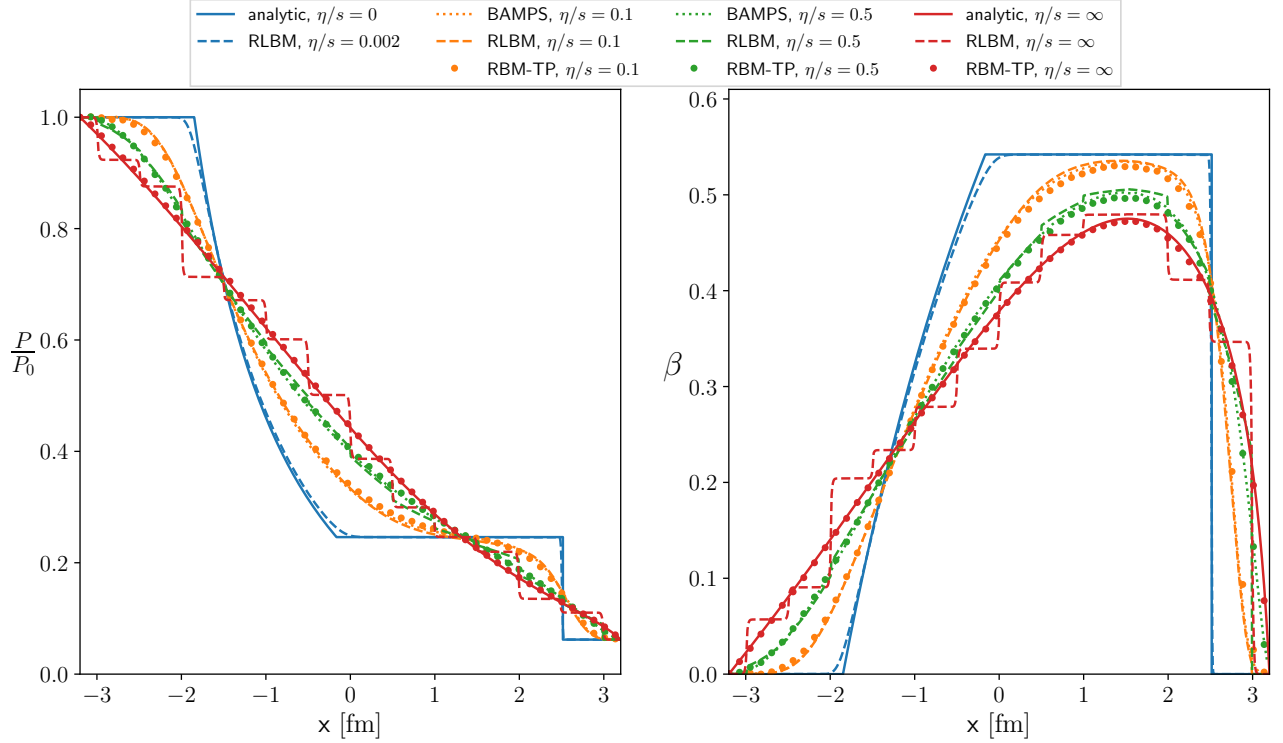 analytic, η/s = 0
RLBM, η/s = 0.002
BAMPS, η/s = 0.1
RLBM, η/s = 0.1
RBM-TP, η/s = 0.1
BAMPS, η/s = 0.5
RLBM, η/s = 0.5
RBM-TP, η/s = 0.5
analytic, η/s = ∞
RLBM, η/s = ∞
RBM-TP, η/s = ∞
1.0
0.8
0.6
0.4
0.2
0.0
P/P₀
−3 −2 −1 0 1 2 3
x [fm]
0.6
0.5
0.4
0.3
0.2
0.1
0.0
β
−3 −2 −1 0 1 2 3
x [fm]